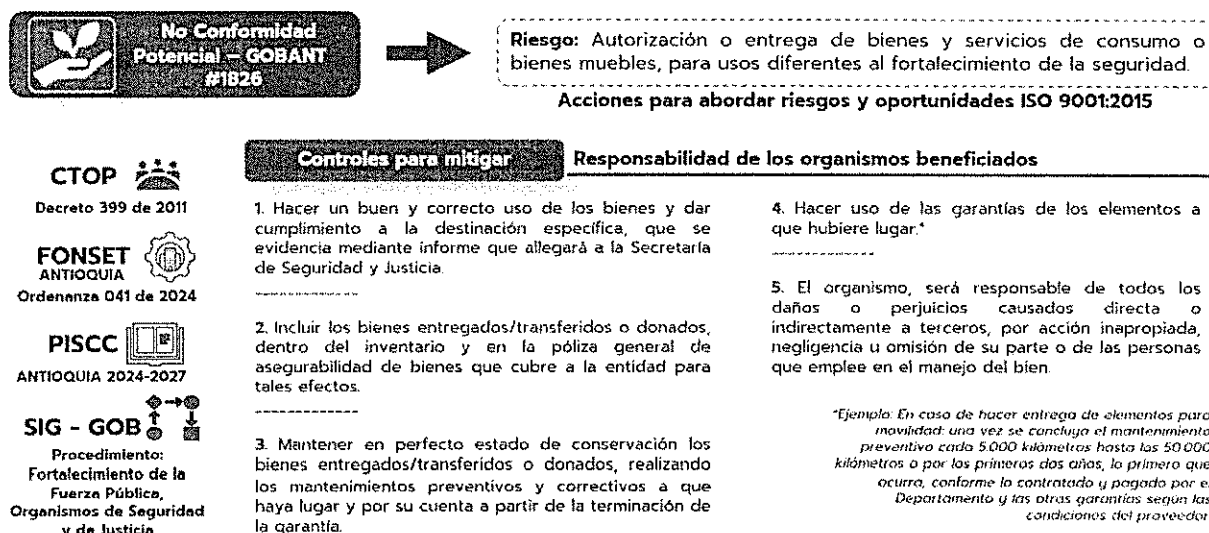 No Conformidad
Potencial – GOBANT
#1826
Riesgo: Autorización o entrega de bienes y servicios de consumo o
bienes muebles, para usos diferentes al fortalecimiento de la seguridad.
Acciones para abordar riesgos y oportunidades ISO 9001:2015
CTOP
Decreto 399 de 2011
FONSET
ANTIOQUIA
Ordenanza 041 de 2024
PISCC
ANTIOQUIA 2024-2027
SIG - GOB
Procedimiento:
Fortalecimiento de la
Fuerza Pública,
Organismos de Seguridad
y de Justicia
Controles para mitigar
Responsabilidad de los organismos beneficiados
1. Hacer un buen y correcto uso de los bienes y dar
cumplimiento a la destinación específica, que se
evidencia mediante informe que allegará a la Secretaría
de Seguridad y Justicia.
2. Incluir los bienes entregados/transferidos o donados,
dentro del inventario y en la póliza general de
asegurabilidad de bienes que cubre a la entidad para
tales efectos.
3. Mantener en perfecto estado de conservación los
bienes entregados/transferidos o donados, realizando
los mantenimientos preventivos y correctivos a que
haya lugar y por su cuenta a partir de la terminación de
la garantía.
4. Hacer uso de las garantías de los elementos a
que hubiere lugar.*
5. El organismo, será responsable de todos los
daños o perjuicios causados directa o
indirectamente a terceros, por acción inapropiada,
negligencia u omisión de su parte o de las personas
que emplee en el manejo del bien.
*Ejemplo: En caso de hacer entrega de elementos para
movilidad: una vez se concluya el mantenimiento
preventivo cada 5.000 kilómetros hasta los 50.000
kilómetros o por los primeros dos años, lo primero que
ocurra, conforme lo contratado y pagado por el
Departamento y las otras garantías según las
condiciones del proveedor